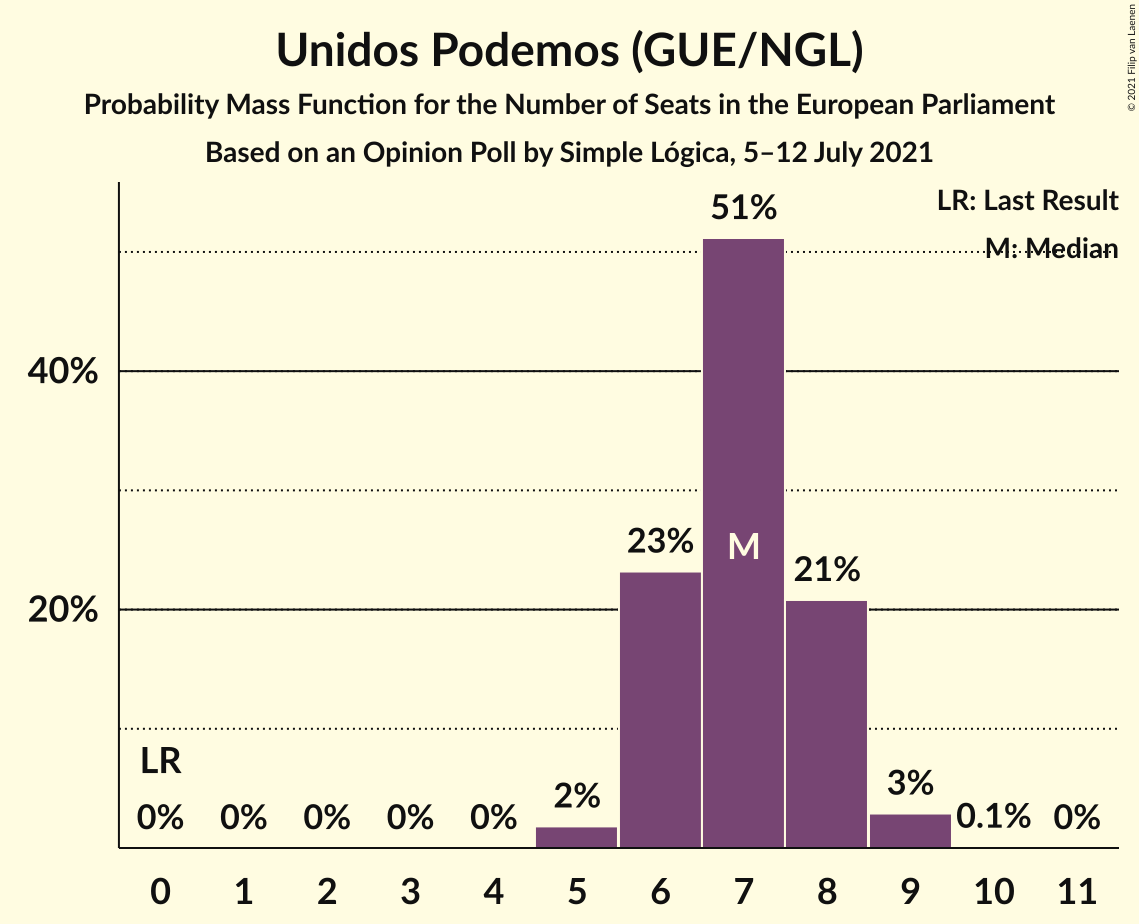 Unidos Podemos (GUE/NGL)
Probability Mass Function for the Number of Seats in the European Parliament
Based on an Opinion Poll by Simple Lógica, 5–12 July 2021
© 2021 Filip van Laenen
LR: Last Result
M: Median
51%
40%
23%
M
21%
20%
LR
0%
0%
0%
0%
0%
2%
3%
0.1%
0%
0 1 2 3 4 5 6 7 8 9 10 11